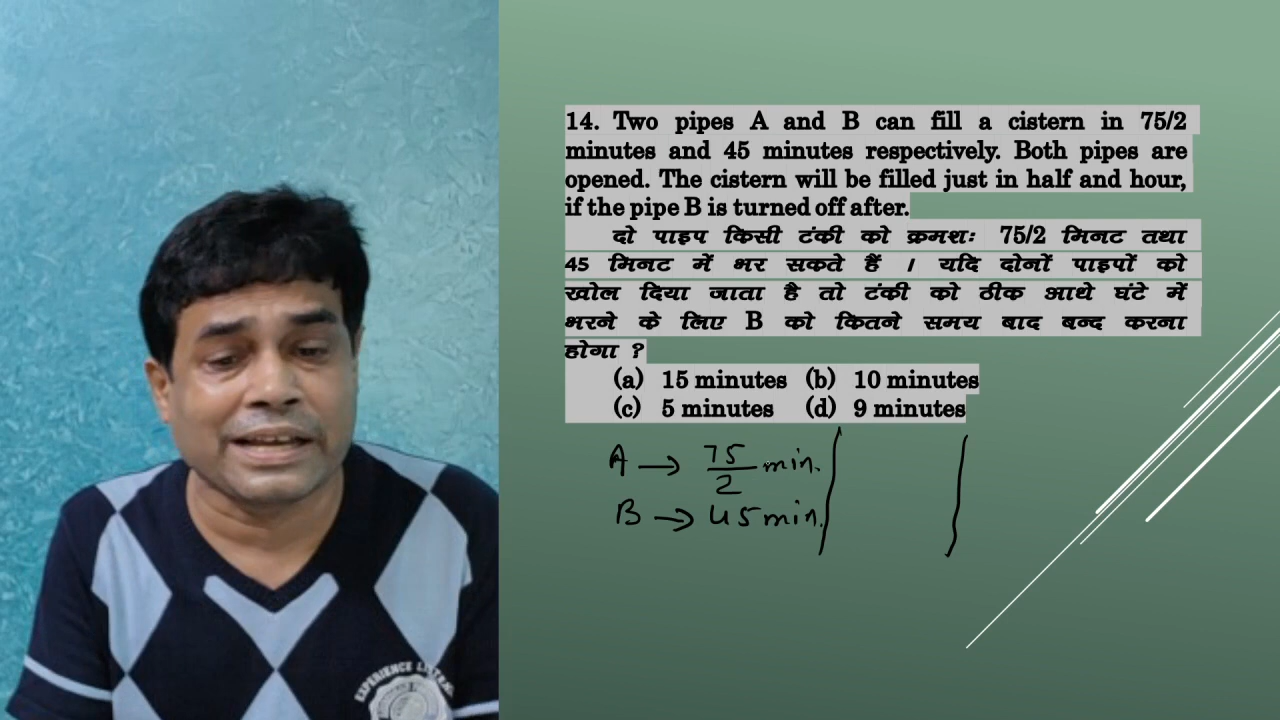 14. Two pipes A and B can fill a cistern in 75/2
minutes and 45 minutes respectively. Both pipes are
opened. The cistern will be filled just in half and hour,
if the pipe B is turned off after.
दो पाइप किसी टंकी को क्रमशः 75/2 मिनट तथा
45 मिनट में भर सकते हैं । यदि दोनों पाइपों को
खोल दिया जाता है तो टंकी को ठीक आधे घंटे में
भरने के लिए B को कितने समय बाद बन्द करना
होगा ?
(a) 15 minutes (b) 10 minutes
(c) 5 minutes (d) 9 minutes
A → 75/2 min.
B → 45 min.
EXPERIENCE